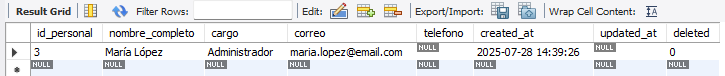 Result Grid Filter Rows: Edit: Export/Import: Wrap Cell Content: IA
id_personal nombre_completo cargo correo telefono created_at updated_at deleted
3 María López Administrador maria.lopez@email.com NULL 2025-07-28 14:39:26 NULL 0
NULL NULL NULL NULL NULL NULL NULL NULL